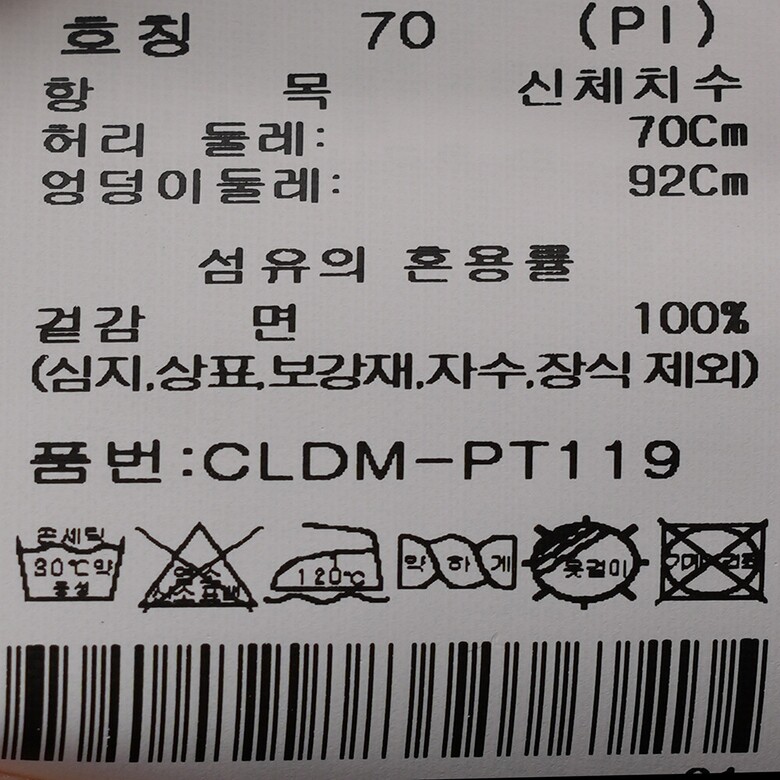 호칭 70 (PI)
항 목 신체치수
허리 둘레: 70Cm
엉덩이둘레: 92Cm
섬유의 혼용률
겉감 면 100%
(심지,상표,보강재,자수,장식 제외)
품번:CLDM-PT119
손세탁
30℃약 120℃ 약하게 옷걸이
중성